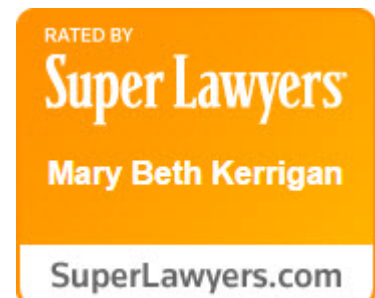 RATED BY
Super Lawyers
Mary Beth Kerrigan
SuperLawyers.com